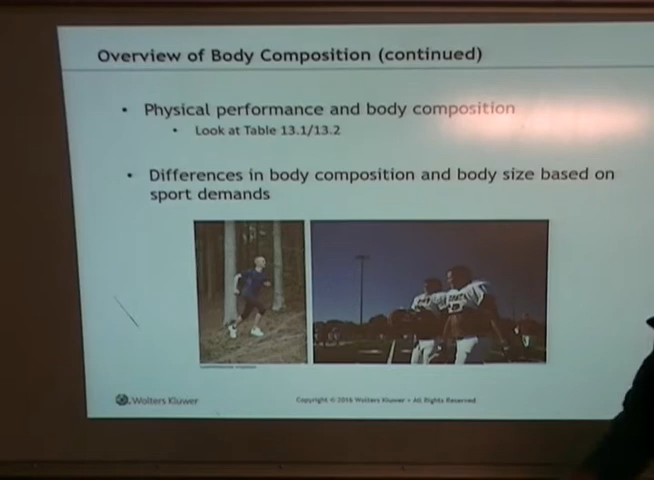 Overview of Body Composition (continued)
• Physical performance and body composition
• Look at Table 13.1/13.2
• Differences in body composition and body size based on
sport demands
Wolters Kluwer
Copyright © 2016 Wolters Kluwer • All Rights Reserved